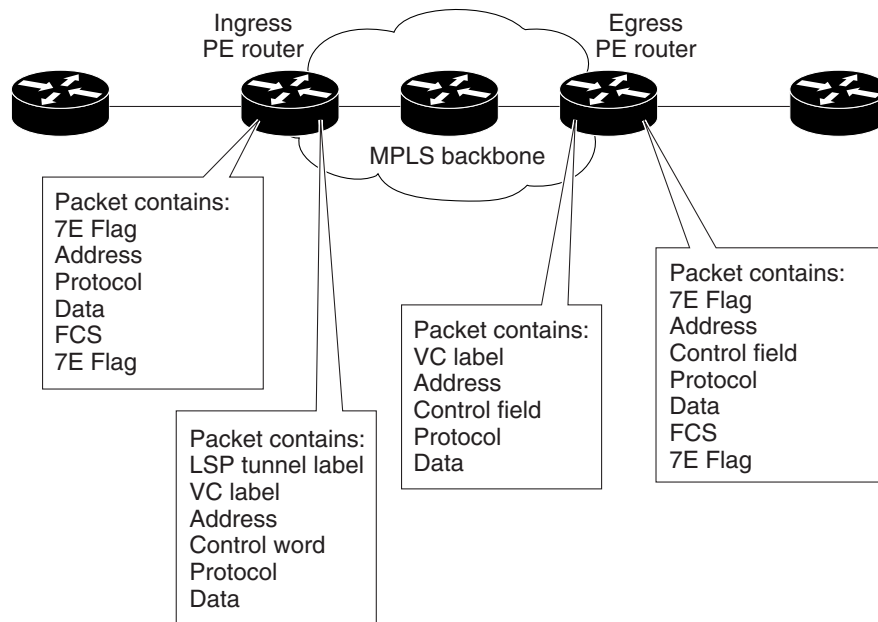 Ingress
PE router
Egress
PE router
MPLS backbone
Packet contains:
7E Flag
Address
Protocol
Data
FCS
7E Flag
Packet contains:
LSP tunnel label
VC label
Address
Control word
Protocol
Data
Packet contains:
VC label
Address
Control field
Protocol
Data
Packet contains:
7E Flag
Address
Control field
Protocol
Data
FCS
7E Flag